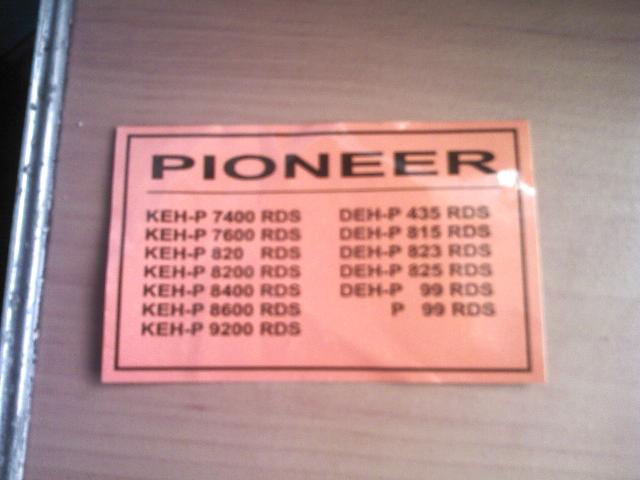 PIONEER
KEH-P 7400 RDS
KEH-P 7600 RDS
KEH-P 820 RDS
KEH-P 8200 RDS
KEH-P 8400 RDS
KEH-P 8600 RDS
KEH-P 9200 RDS
DEH-P 435 RDS
DEH-P 815 RDS
DEH-P 823 RDS
DEH-P 825 RDS
DEH-P 99 RDS
P 99 RDS